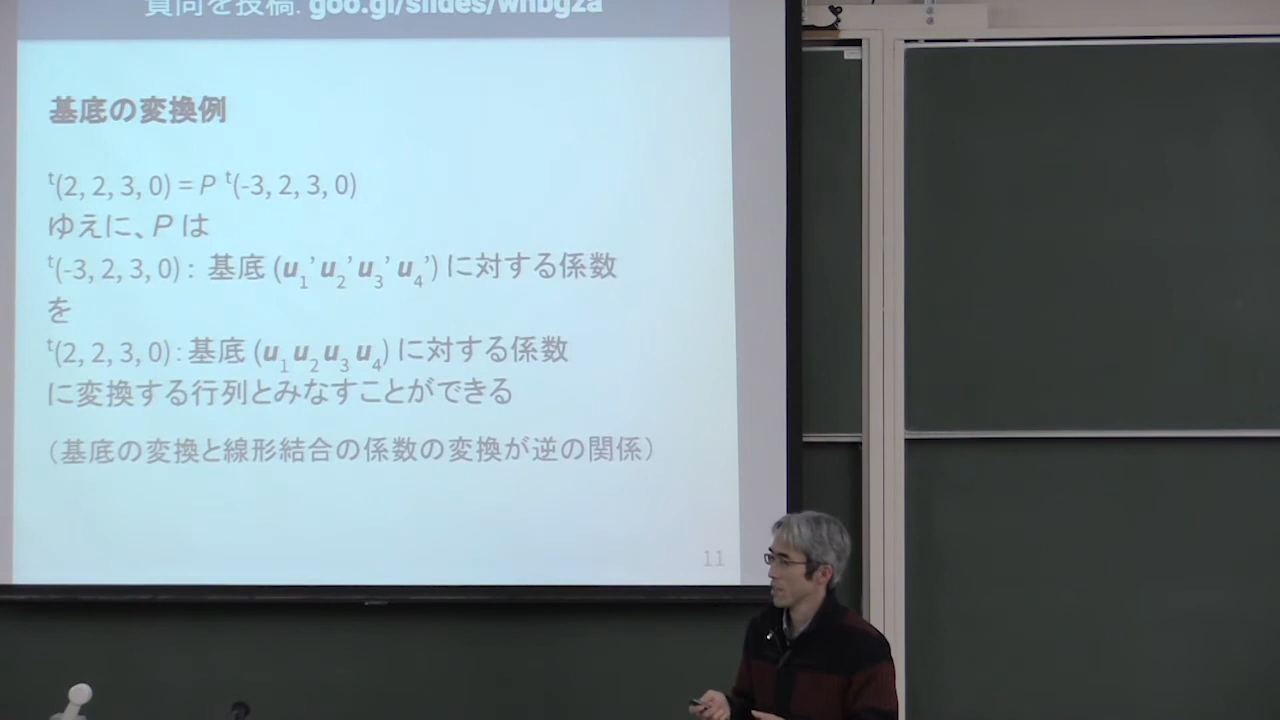 質問を投稿: goo.gl/slides/whbgza
基底の変換例
ᵗ(2, 2, 3, 0) = P ᵗ(-3, 2, 3, 0)
ゆえに、P は
ᵗ(-3, 2, 3, 0) : 基底 (u₁’ u₂’ u₃’ u₄’) に対する係数
を
ᵗ(2, 2, 3, 0) : 基底 (u₁ u₂ u₃ u₄) に対する係数
に変換する行列とみなすことができる
（基底の変換と線形結合の係数の変換が逆の関係）
11